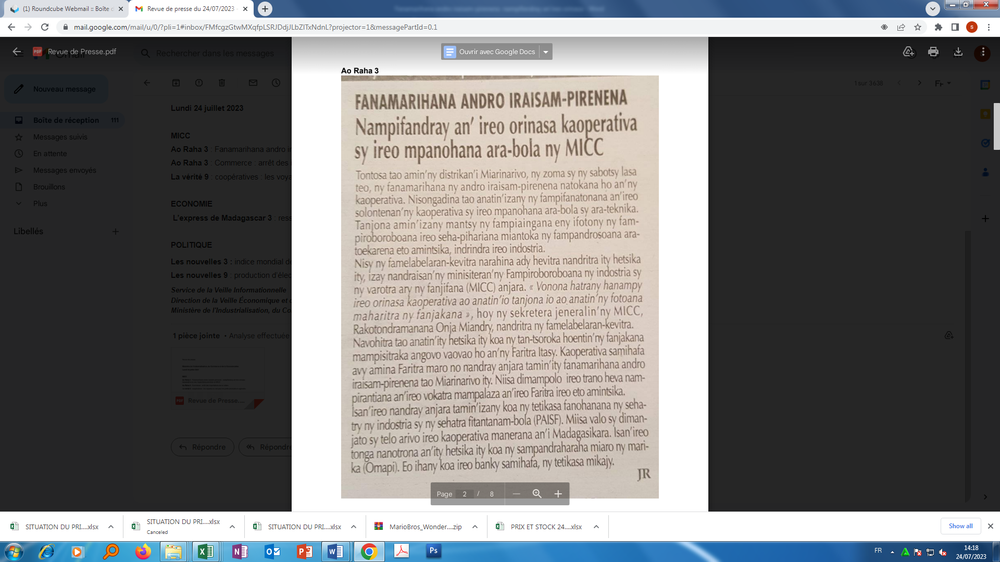 (1) Roundcube Webmail :: Boîte d
Revue de presse du 24/07/2023 -
mail.google.com/mail/u/0/?pli=1#inbox/FMfcgzGtwMXqfpLSRJDdjJLbZlTxNdnL?projector=1&messagePartId=0.1
Revue de Presse.pdf
Rechercher dans les messages
Ouvrir avec Google Docs
Nouveau message
1 sur 3638
Boîte de réception 111
Messages suivis
En attente
Messages envoyés
Brouillons
Plus
Libellés
Lundi 24 juillet 2023
MICC
Ao Raha 3 : Fanamarihana andro ir
Ao Raha 3 : Commerce : arrêt des
La vérité 9 : coopératives : les voya
ECONOMIE
L'express de Madagascar 3 : ress
POLITIQUE
Les nouvelles 3 : indice mondial de
Les nouvelles 9 : production d'élec
Service de la Veille Informationnelle
Direction de la Veille Économique et d
Ministère de l'Industrialisation, du Co
1 pièce jointe • Analyse effectuée
Revue de Presse....
Répondre
Répondre
Ao Raha 3
FANAMARIHANA ANDRO IRAISAM-PIRENENA
Nampifandray an' ireo orinasa kaoperativa
sy ireo mpanohana ara-bola ny MICC
Tontosa tao amin'ny distrikan'i Miarinarivo, ny zoma sy ny sabotsy lasa
teo, ny fanamarihana ny andro iraisam-pirenena natokana ho an'ny
kaoperativa. Nisongadina tao anatin'izany ny fampifanatonana an'ireo
solontenan'ny kaoperativa sy ireo mpanohana ara-bola sy ara-teknika.
Tanjona amin'izany mantsy ny fampiaingana eny ifotony ny fam-
piroboroboana ireo seha-pihariana miantoka ny fampandrosoana ara-
toekarena eto amintsika, indrindra ireo indostria.
Nisy ny famelabelaran-kevitra narahina ady hevitra nandritra ity hetsika
ity, izay nandraisan'ny minisiteran'ny Fampiroboroboana ny indostria sy
ny varotra ary ny fanjifana (MICC) anjara. « Vonona hatrany hanampy
ireo orinasa kaoperativa ao anatin'io tanjona io ao anatin'ny fotoana
maharitra ny fanjakana », hoy ny sekretera jeneralin'ny MICC,
Rakotondramanana Onja Miandry, nandritra ny famelabelaran-kevitra.
Navohitra tao anatin'ity hetsika ity koa ny tan-tsoroka hoentin'ny fanjakana
mampisitraka angovo vaovao ho an'ny Faritra Itasy. Kaoperativa samihafa
avy amina Faritra maro no nandray anjara tamin'ity fanamarihana andro
iraisam-pirenena tao Miarinarivo ity. Niisa dimampolo ireo trano heva nam-
pirantiana an'ireo vokatra mampalaza an'ireo Faritra ireo eto amintsika.
Isan'ireo nandray anjara tamin'izany koa ny tetikasa fanohanana ny seha-
try ny indostria sy ny sehatra fitantanam-bola (PAISF). Miisa valo sy diman-
jato sy telo arivo ireo kaoperativa manerana an'i Madagasikara. Isan'ireo
tonga nanotrona an'ity hetsika ity koa ny sampandraharaha miaro ny mari-
ka (Omapi). Eo ihany koa ireo banky samihafa, ny tetikasa mikajy.
JR
Page 2 / 8
SITUATION DU PRI....xlsx
SITUATION DU PRI....xlsx
Canceled
SITUATION DU PRI....xlsx
MarioBros_Wonder....zip
PRIX ET STOCK 24....xlsx
Show all
FR
14:18
24/07/2023